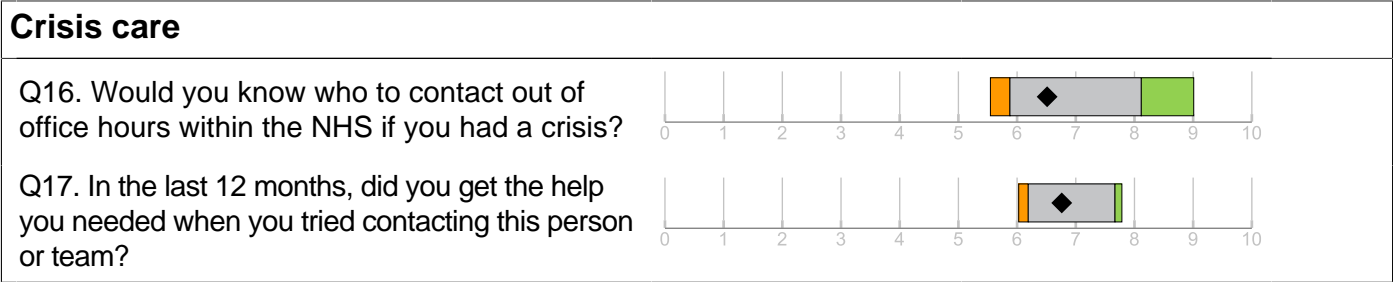 Crisis care
Q16. Would you know who to contact out of
office hours within the NHS if you had a crisis?
0 1 2 3 4 5 6 7 8 9 10
Q17. In the last 12 months, did you get the help
you needed when you tried contacting this person
or team?
0 1 2 3 4 5 6 7 8 9 10